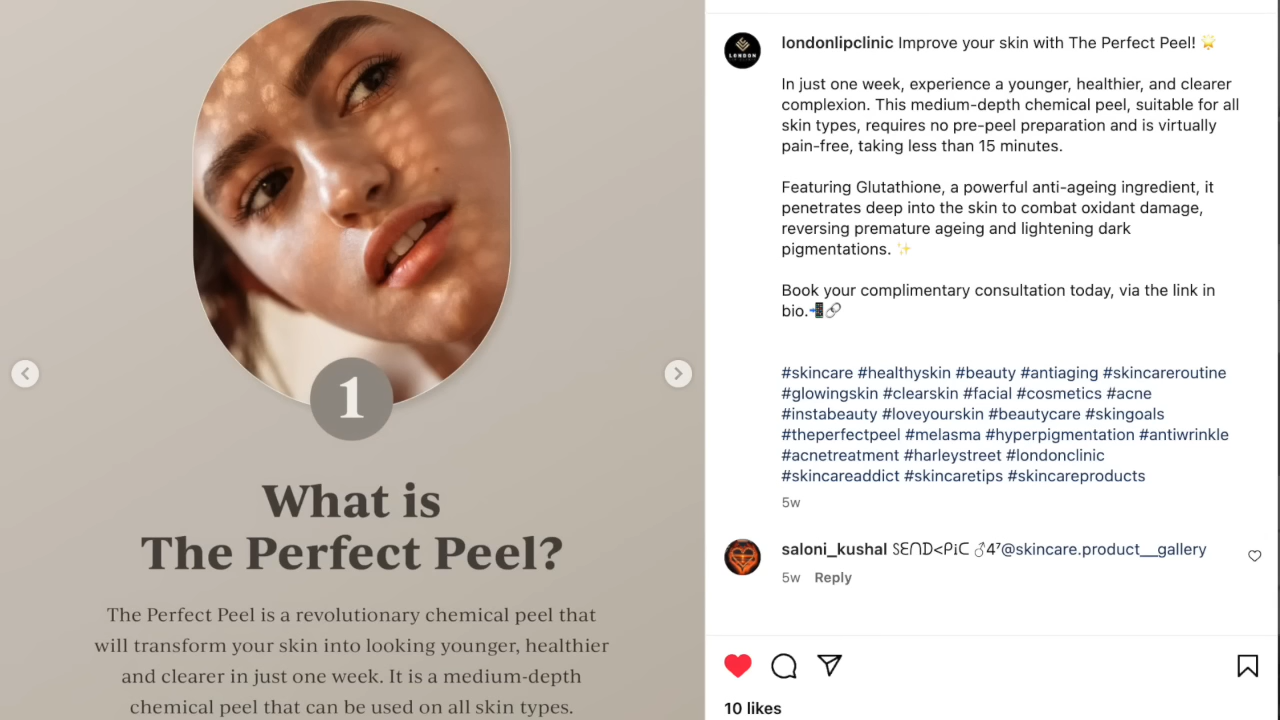 1
What is
The Perfect Peel?
The Perfect Peel is a revolutionary chemical peel that
will transform your skin into looking younger, healthier
and clearer in just one week. It is a medium-depth
chemical peel that can be used on all skin types.
LONDON
londonlipclinic Improve your skin with The Perfect Peel! 🌟
In just one week, experience a younger, healthier, and clearer
complexion. This medium-depth chemical peel, suitable for all
skin types, requires no pre-peel preparation and is virtually
pain-free, taking less than 15 minutes.
Featuring Glutathione, a powerful anti-ageing ingredient, it
penetrates deep into the skin to combat oxidant damage,
reversing premature ageing and lightening dark
pigmentations. ✨
Book your complimentary consultation today, via the link in
bio.📲🔗
#skincare #healthyskin #beauty #antiaging #skincareroutine
#glowingskin #clearskin #facial #cosmetics #acne
#instabeauty #loveyourskin #beautycare #skingoals
#theperfectpeel #melasma #hyperpigmentation #antiwrinkle
#acnetreatment #harleystreet #londonclinic
#skincareaddict #skincaretips #skincareproducts
5w
saloni_kushal ᏕᎬᑎᗞ<ᑭᎥᑕ ♂4⁷@skincare.product__gallery
5w Reply
10 likes